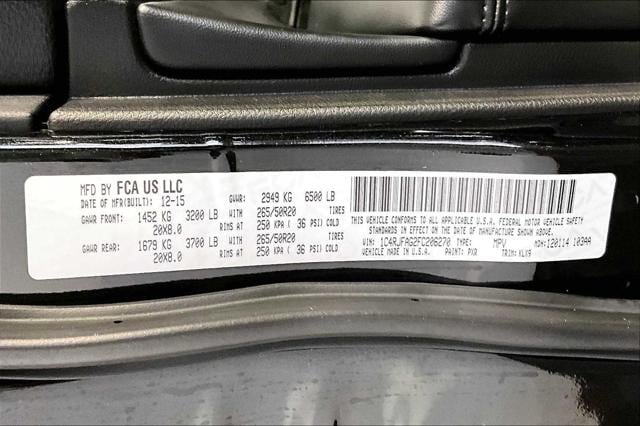 MFD BY FCA US LLC
DATE OF MFR(BUILT): 12-15 GVWR: 2949 KG 6500 LB
GAWR FRONT: 1452 KG 3200 LB WITH 265/50R20 TIRES
20X8.0 RIMS AT 250 KPA ( 36 PSI) COLD
GAWR REAR: 1679 KG 3700 LB WITH 265/50R20 TIRES
20X8.0 RIMS AT 250 KPA ( 36 PSI) COLD
THIS VEHICLE CONFORMS TO ALL APPLICABLE U.S.A. FEDERAL MOTOR VEHICLE SAFETY
STANDARDS IN EFFECT ON THE DATE OF MANUFACTURE SHOWN ABOVE.
VIN: 1C4RJFAG2FC206270 TYPE: MPV MDH:120114 103AA
VEHICLE MADE IN U.S.A. PAINT: PXR TRIM: KLX9